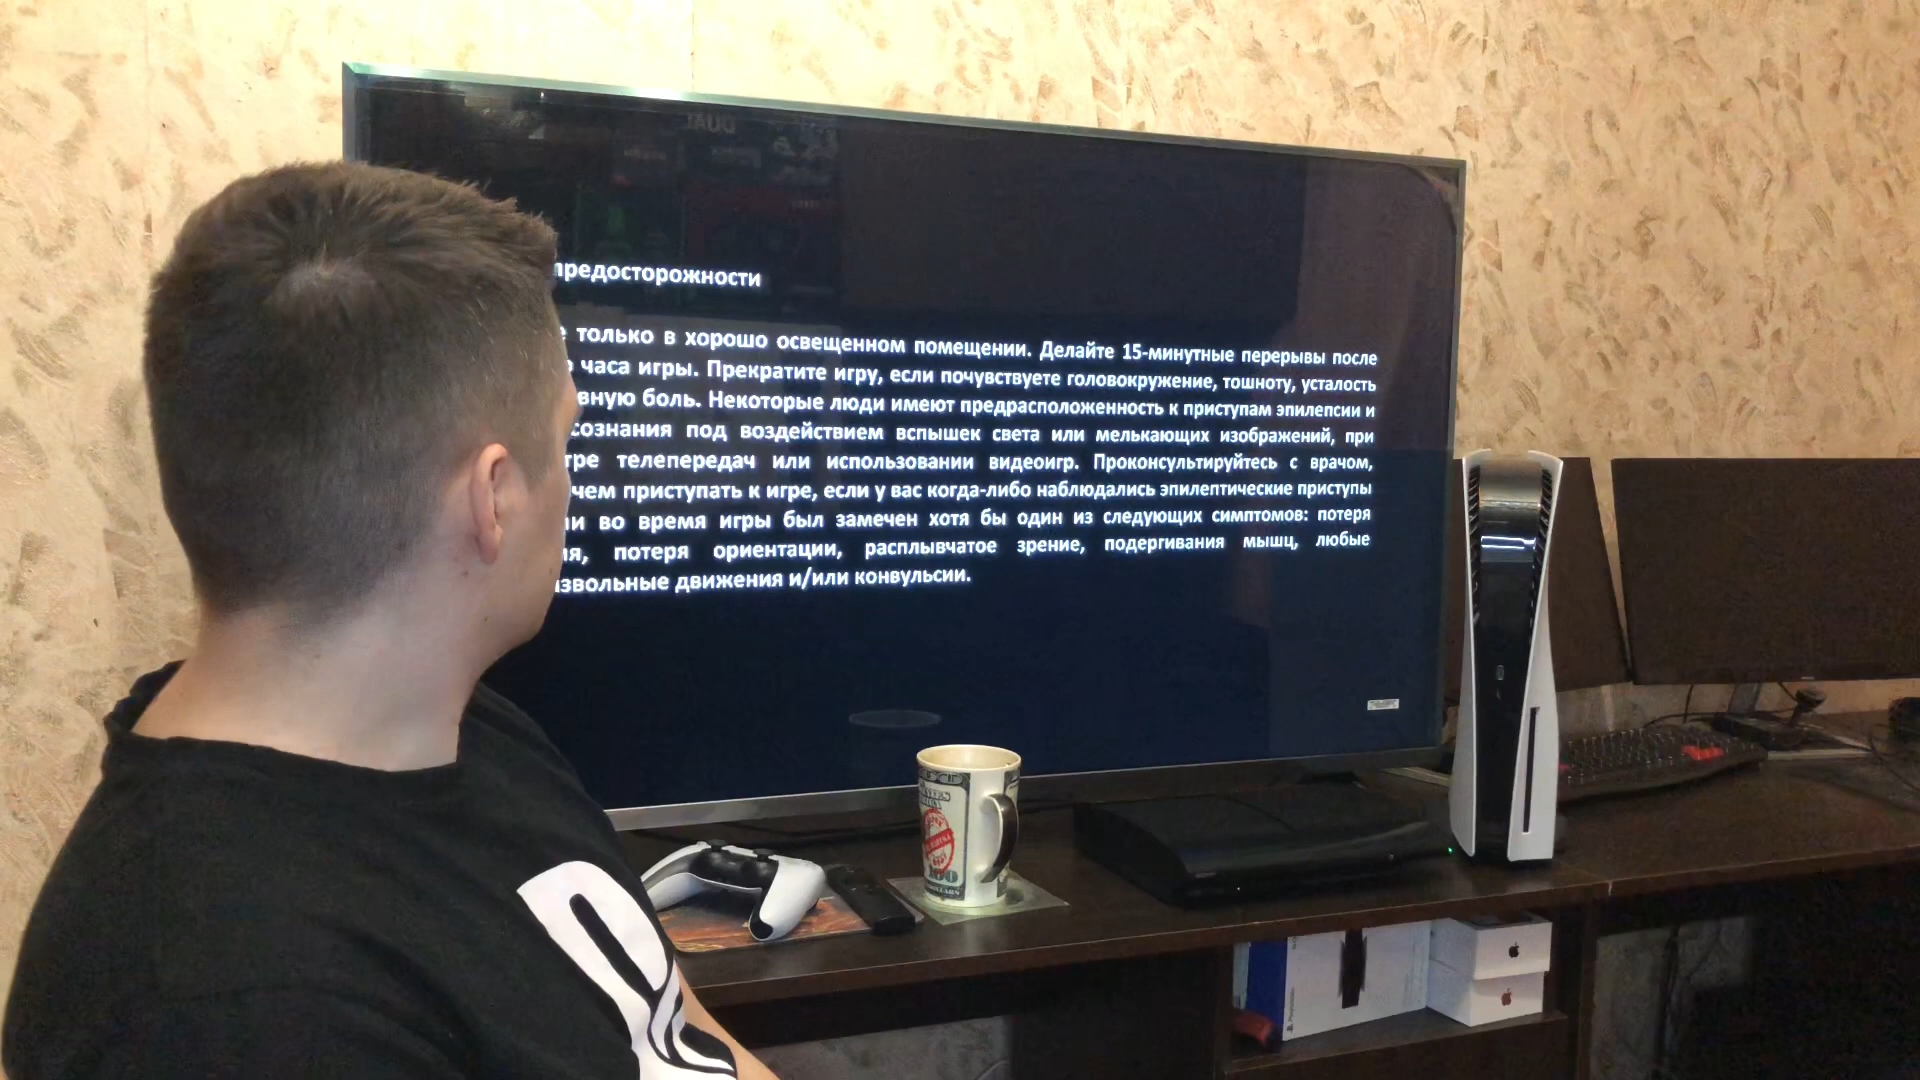 предосторожности
только в хорошо освещенном помещении. Делайте 15-минутные перерывы после
часа игры. Прекратите игру, если почувствуете головокружение, тошноту, усталость
вную боль. Некоторые люди имеют предрасположенность к приступам эпилепсии и
сознания под воздействием вспышек света или мелькающих изображений, при
тре телепередач или использовании видеоигр. Проконсультируйтесь с врачом,
чем приступать к игре, если у вас когда-либо наблюдались эпилептические приступы
ли во время игры был замечен хотя бы один из следующих симптомов: потеря
ия, потеря ориентации, расплывчатое зрение, подергивания мышц, любые
извольные движения и/или конвульсии.